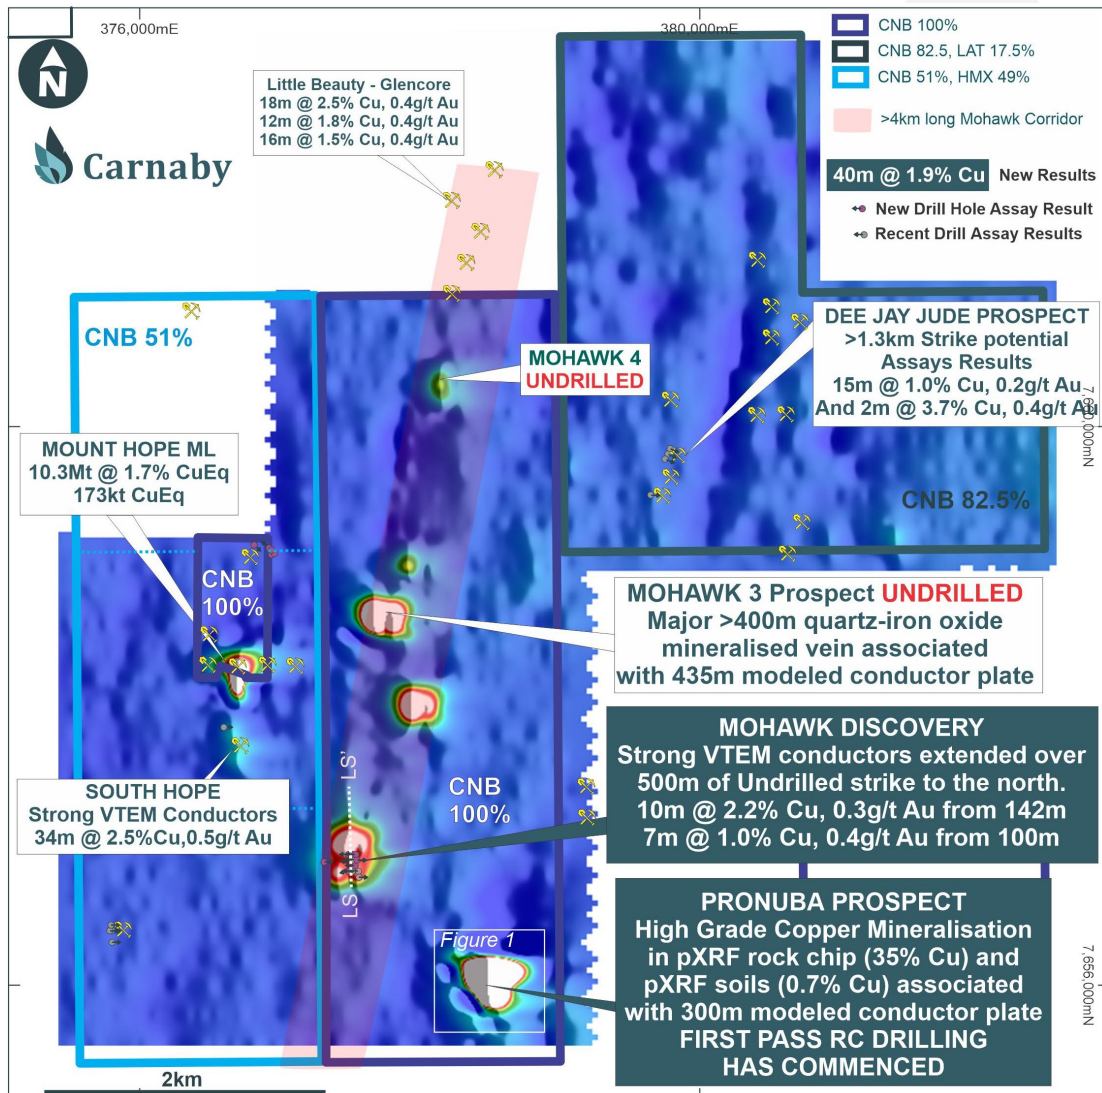 376,000mE
380,000mE
N
Carnaby
Little Beauty - Glencore
18m @ 2.5% Cu, 0.4g/t Au
12m @ 1.8% Cu, 0.4g/t Au
16m @ 1.5% Cu, 0.4g/t Au
CNB 100%
CNB 82.5, LAT 17.5%
CNB 51%, HMX 49%
>4km long Mohawk Corridor
40m @ 1.9% Cu New Results
New Drill Hole Assay Result
Recent Drill Assay Results
CNB 51%
MOHAWK 4
UNDRILLED
DEE JAY JUDE PROSPECT
>1.3km Strike potential
Assays Results
15m @ 1.0% Cu, 0.2g/t Au
And 2m @ 3.7% Cu, 0.4g/t Au
MOUNT HOPE ML
10.3Mt @ 1.7% CuEq
173kt CuEq
CNB 82.5%
CNB
100%
MOHAWK 3 Prospect UNDRILLED
Major >400m quartz-iron oxide
mineralised vein associated
with 435m modeled conductor plate
MOHAWK DISCOVERY
Strong VTEM conductors extended over
500m of Undrilled strike to the north.
10m @ 2.2% Cu, 0.3g/t Au from 142m
7m @ 1.0% Cu, 0.4g/t Au from 100m
SOUTH HOPE
Strong VTEM Conductors
34m @ 2.5%Cu,0.5g/t Au
CNB
100%
LS'
LS
PRONUBA PROSPECT
High Grade Copper Mineralisation
in pXRF rock chip (35% Cu) and
pXRF soils (0.7% Cu) associated
with 300m modeled conductor plate
FIRST PASS RC DRILLING
HAS COMMENCED
Figure 1
7,656,000mN
2km